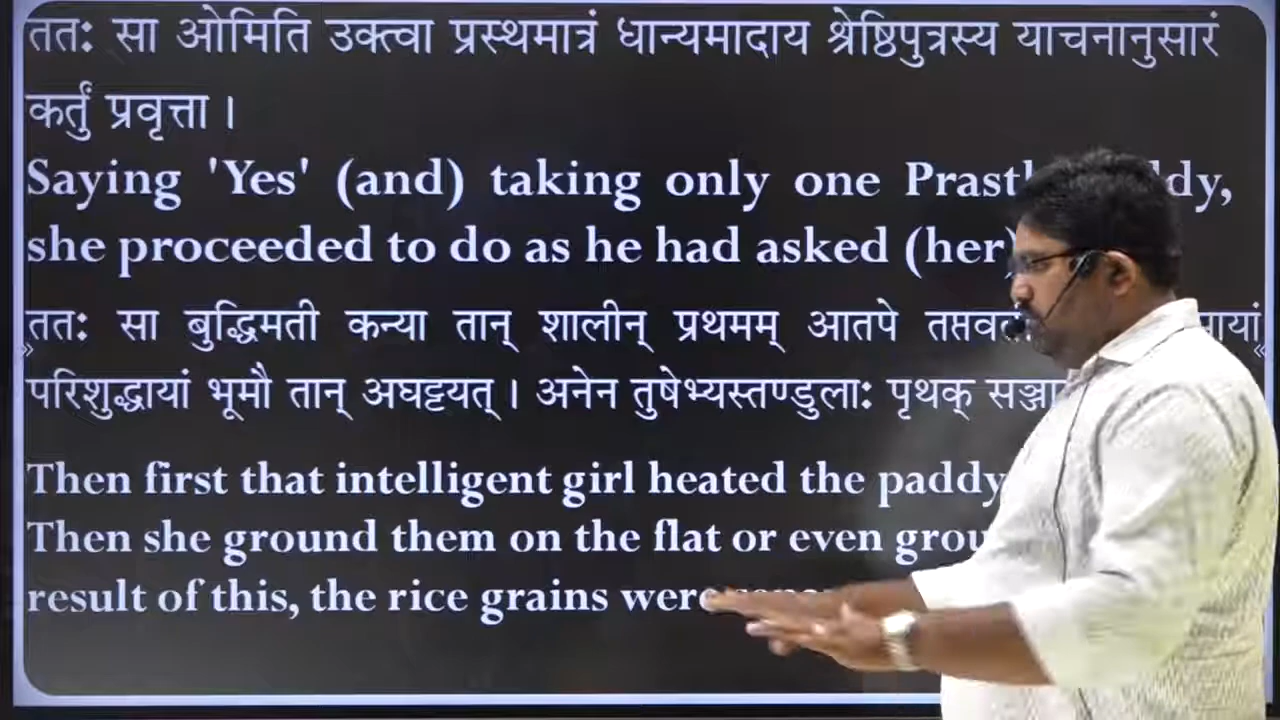 ततः सा ओमिति उक्त्वा प्रस्थमात्रं धान्यमादाय श्रेष्ठिपुत्रस्य याचनानुसारं
कर्तुं प्रवृत्ता ।
Saying 'Yes' (and) taking only one
she proceeded to do as he had asked (her)
ततः सा बुद्धिमती कन्या तान् शालीन् प्रथमम् आतपे
परिशुद्धायां भूमौ तान् अघट्टयत् । अनेन तुषेभ्यस्तण्डुलाः पृथक्
Then first that intelligent girl heated the paddy
Then she ground them on the flat or even
result of this, the rice grains were